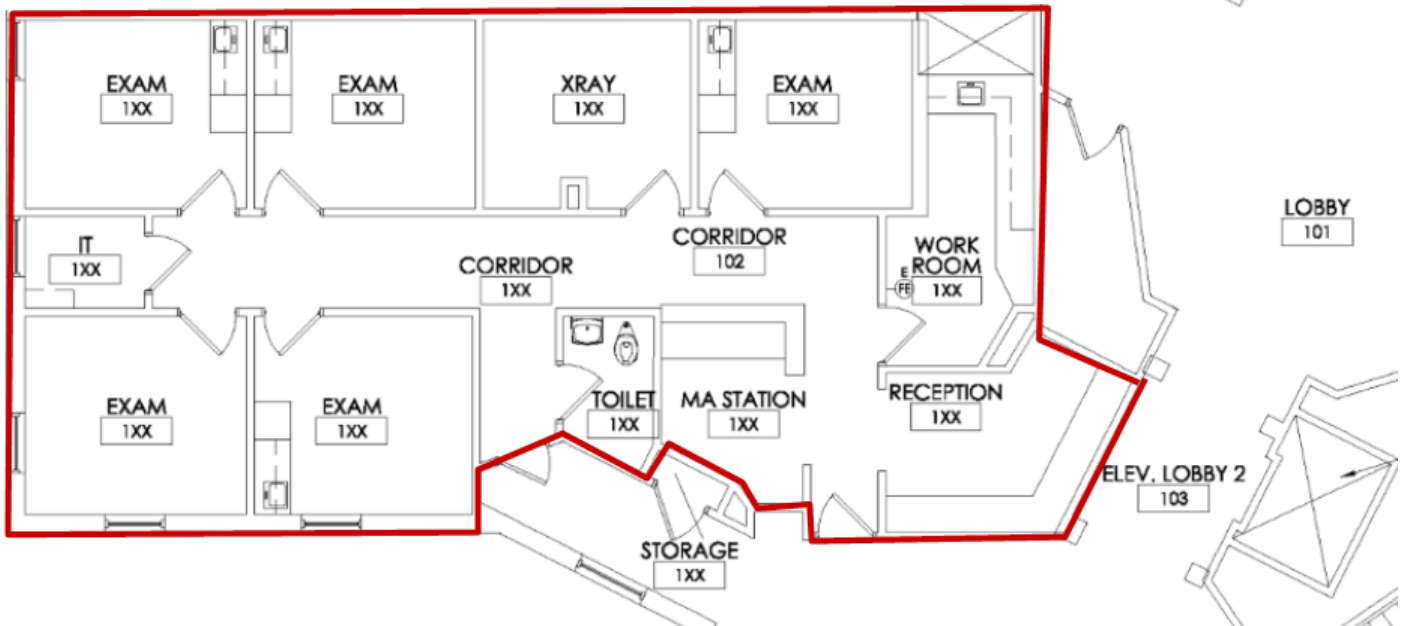 EXAM
1XX
EXAM
1XX
XRAY
1XX
EXAM
1XX
LOBBY
101
IT
1XX
CORRIDOR
1XX
CORRIDOR
102
WORK
ROOM
1XX
E
FE
EXAM
1XX
EXAM
1XX
TOILET
1XX
MA STATION
1XX
RECEPTION
1XX
ELEV. LOBBY 2
103
STORAGE
1XX